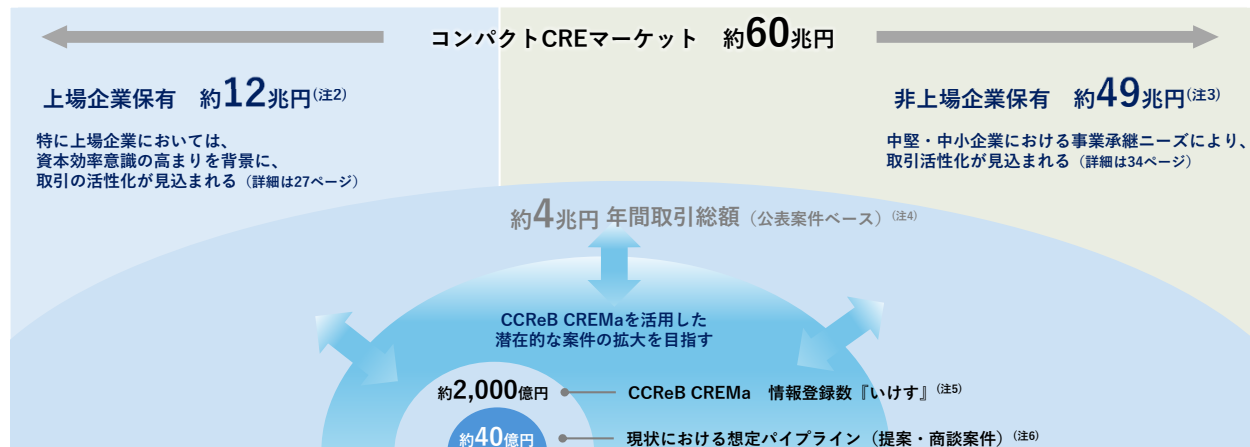 コンパクトCREマーケット　約60兆円
上場企業保有　約12兆円(注2)
特に上場企業においては、
資本効率意識の高まりを背景に、
取引の活性化が見込まれる（詳細は27ページ）
非上場企業保有　約49兆円(注3)
中堅・中小企業における事業承継ニーズにより、
取引活性化が見込まれる（詳細は34ページ）
約4兆円 年間取引総額（公表案件ベース）(注4)
CCReB CREMaを活用した
潜在的な案件の拡大を目指す
約2,000億円　CCReB CREMa　情報登録数『いけす』(注5)
約40億円　現状における想定パイプライン（提案・商談案件）(注6)